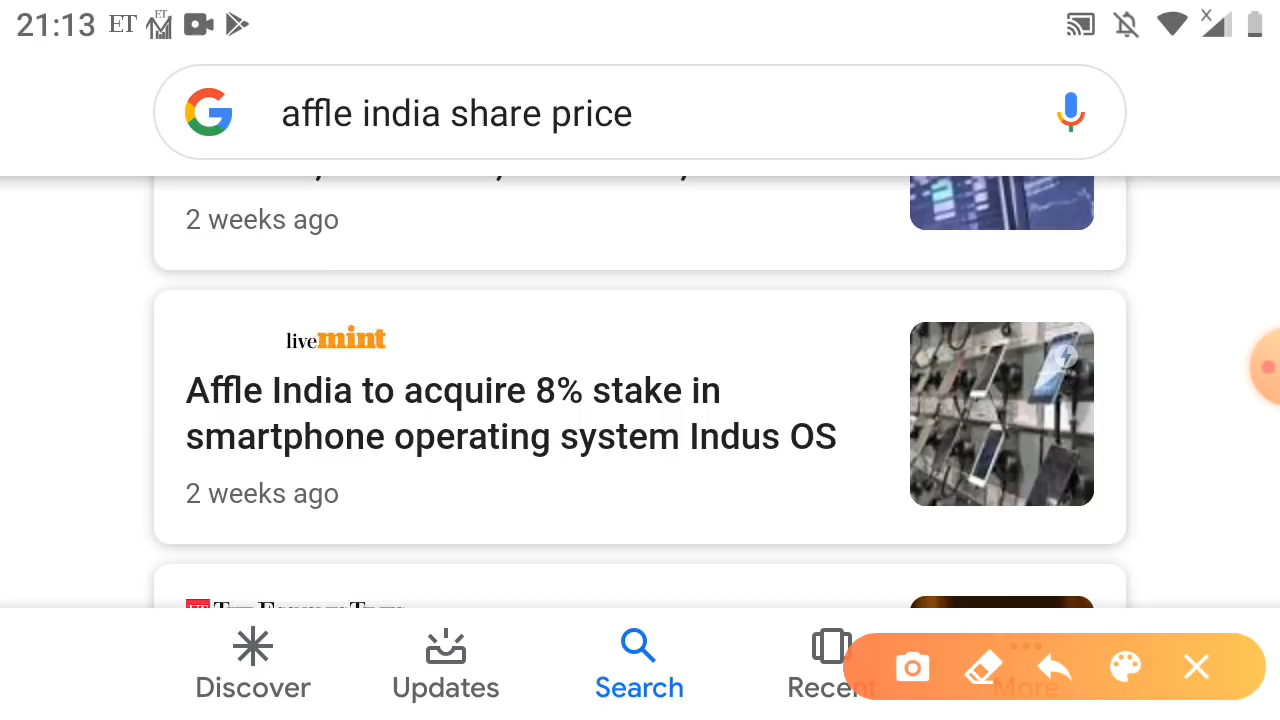 21:13 ET
affle india share price
2 weeks ago
livemint
Affle India to acquire 8% stake in
smartphone operating system Indus OS
2 weeks ago
Discover Updates Search Recent More